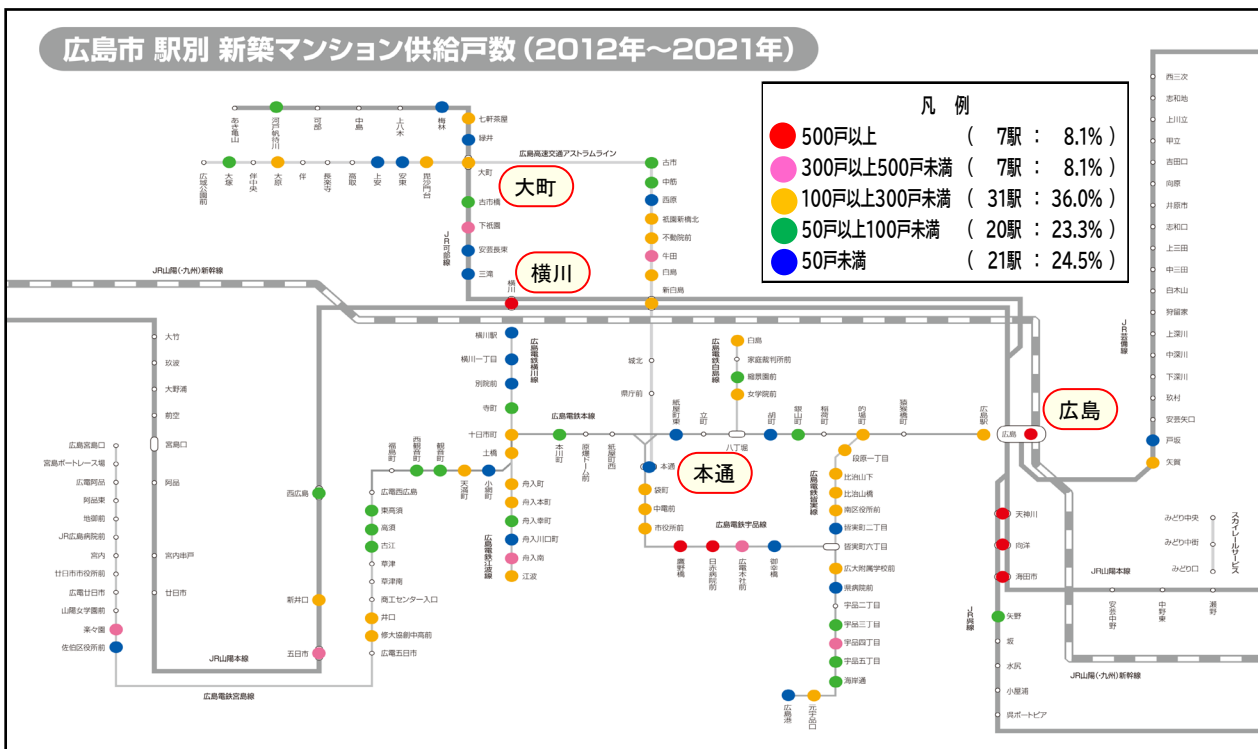 広島市 駅別 新築マンション供給戸数（2012年～2021年）
凡　例
500戸以上　（　7駅 ： 8.1%）
300戸以上500戸未満　（　7駅 ： 8.1%）
100戸以上300戸未満　（ 31駅 ： 36.0%）
50戸以上100戸未満　（ 20駅 ： 23.3%）
50戸未満　（ 21駅 ： 24.5%）
あき亀山
河戸帆待川
可部
中島
上八木
梅林
七軒茶屋
緑井
広島高速交通アストラムライン
広域公園前
大塚
伴中央
大原
伴
長楽寺
高取
上安
安東
毘沙門台
大町
大町
古市橋
下祗園
JR可部線
安芸長束
三滝
横川
横川
古市
中筋
西原
祗園新橋北
不動院前
牛田
白島
新白島
城北
県庁前
JR山陽(・九州)新幹線
大竹
玖波
大野浦
前空
宮島口
阿品
宮内串戸
廿日市
JR山陽本線
広島宮島口
宮島ボートレース場
広電阿品
阿品東
地御前
JR広島病院前
宮内
廿日市市役所前
広電廿日市
山陽女学園前
楽々園
佐伯区役所前
広島電鉄宮島線
西広島
新井口
五日市
広電西広島
東高須
高須
古江
草津
草津南
商工センター入口
井口
修大協創中高前
広電五日市
福島町
西観音町
観音町
天満町
小網町
横川駅
横川一丁目
別院前
寺町
十日市町
土橋
広島電鉄横川線
舟入町
舟入本町
舟入幸町
舟入川口町
舟入南
江波
広島電鉄江波線
広島電鉄本線
本川町
原爆ドーム前
紙屋町西
紙屋町東
立町
八丁堀
胡町
銀山町
稲荷町
的場町
猿猴橋町
広島駅
広島
広島
広島電鉄白島線
白島
家庭裁判所前
縮景園前
女学院前
本通
本通
袋町
中電前
市役所前
広島電鉄宇品線
鷹野橋
日赤病院前
広電本社前
御幸橋
広島電鉄皆実線
段原一丁目
比治山下
比治山橋
南区役所前
皆実町二丁目
皆実町六丁目
広大附属学校前
県病院前
宇品二丁目
宇品三丁目
宇品四丁目
宇品五丁目
海岸通
元宇品口
広島港
西三次
志和地
上川立
甲立
吉田口
向原
井原市
志和口
上三田
中三田
白木山
狩留家
上深川
中深川
下深川
玖村
安芸矢口
戸坂
矢賀
JR芸備線
天神川
向洋
海田市
JR山陽本線
安芸中野
中野東
瀬野
みどり中央
みどり中街
みどり口
スカイレールサービス
JR呉線
矢野
坂
水尻
小屋浦
呉ポートピア
JR山陽(・九州)新幹線